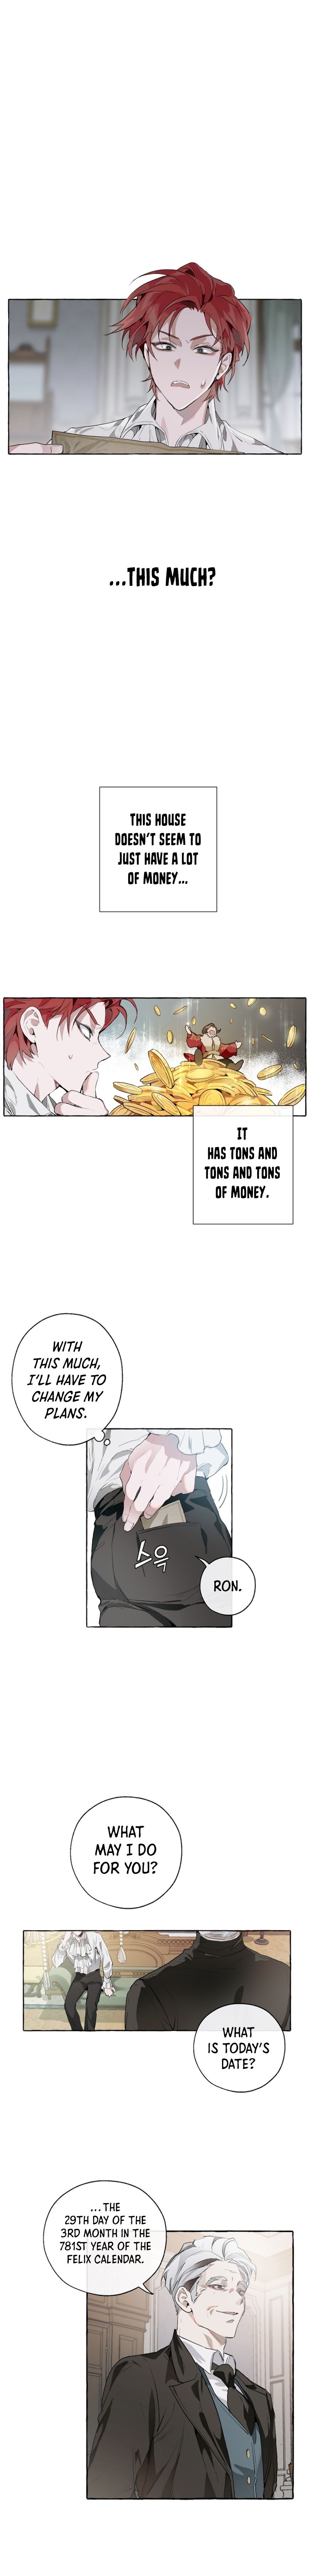 ...THIS MUCH?
THIS HOUSE
DOESN'T SEEM TO
JUST HAVE A LOT
OF MONEY...
IT
HAS TONS AND
TONS AND TONS
OF MONEY.
WITH
THIS MUCH,
I'LL HAVE TO
CHANGE MY
PLANS.
스윽
RON.
WHAT
MAY I DO
FOR YOU?
WHAT
IS TODAY'S
DATE?
...THE
29TH DAY OF THE
3RD MONTH IN THE
781ST YEAR OF THE
FELIX CALENDAR.